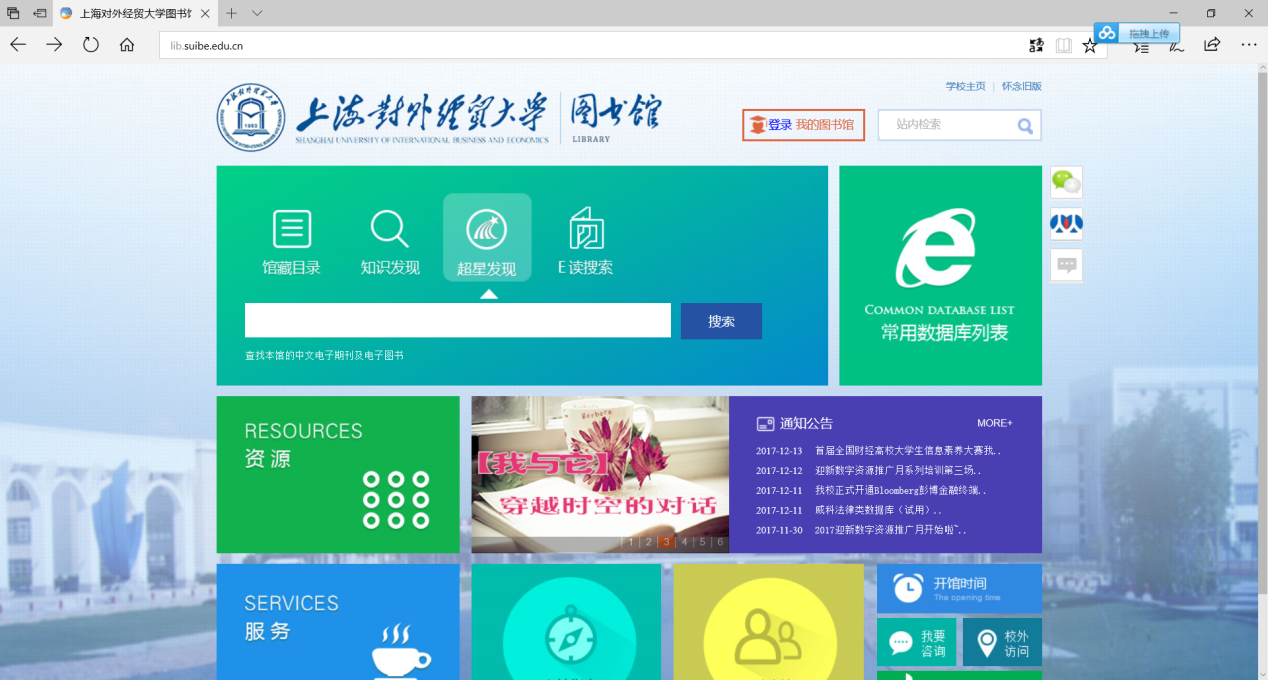 上海对外经贸大学图书
拖拽上传
lib.suibe.edu.cn
学校主页 | 怀念旧版
上海對外经贸大学 图书馆
SHANGHAI UNIVERSITY OF INTERNATIONAL BUSINESS AND ECONOMICS
LIBRARY
登录 我的图书馆
站内检索
馆藏目录
知识发现
超星发现
E 读搜索
搜索
查找本馆的中文电子期刊及电子图书
COMMON DATABASE LIST
常用数据库列表
RESOURCES
资 源
【我与它】
穿越时空的对话
1 | 2 | 3 | 4 | 5 | 6
通知公告
MORE+
2017-12-13 首届全国财经高校大学生信息素养大赛我..
2017-12-12 迎新数字资源推广月系列培训第三场..
2017-12-11 我校正式开通Bloomberg彭博金融终端..
2017-12-11 威科法律类数据库（试用）..
2017-11-30 2017迎新数字资源推广月开始啦~..
SERVICES
服 务
开馆时间
The opening time
我要
咨询
校外
访问